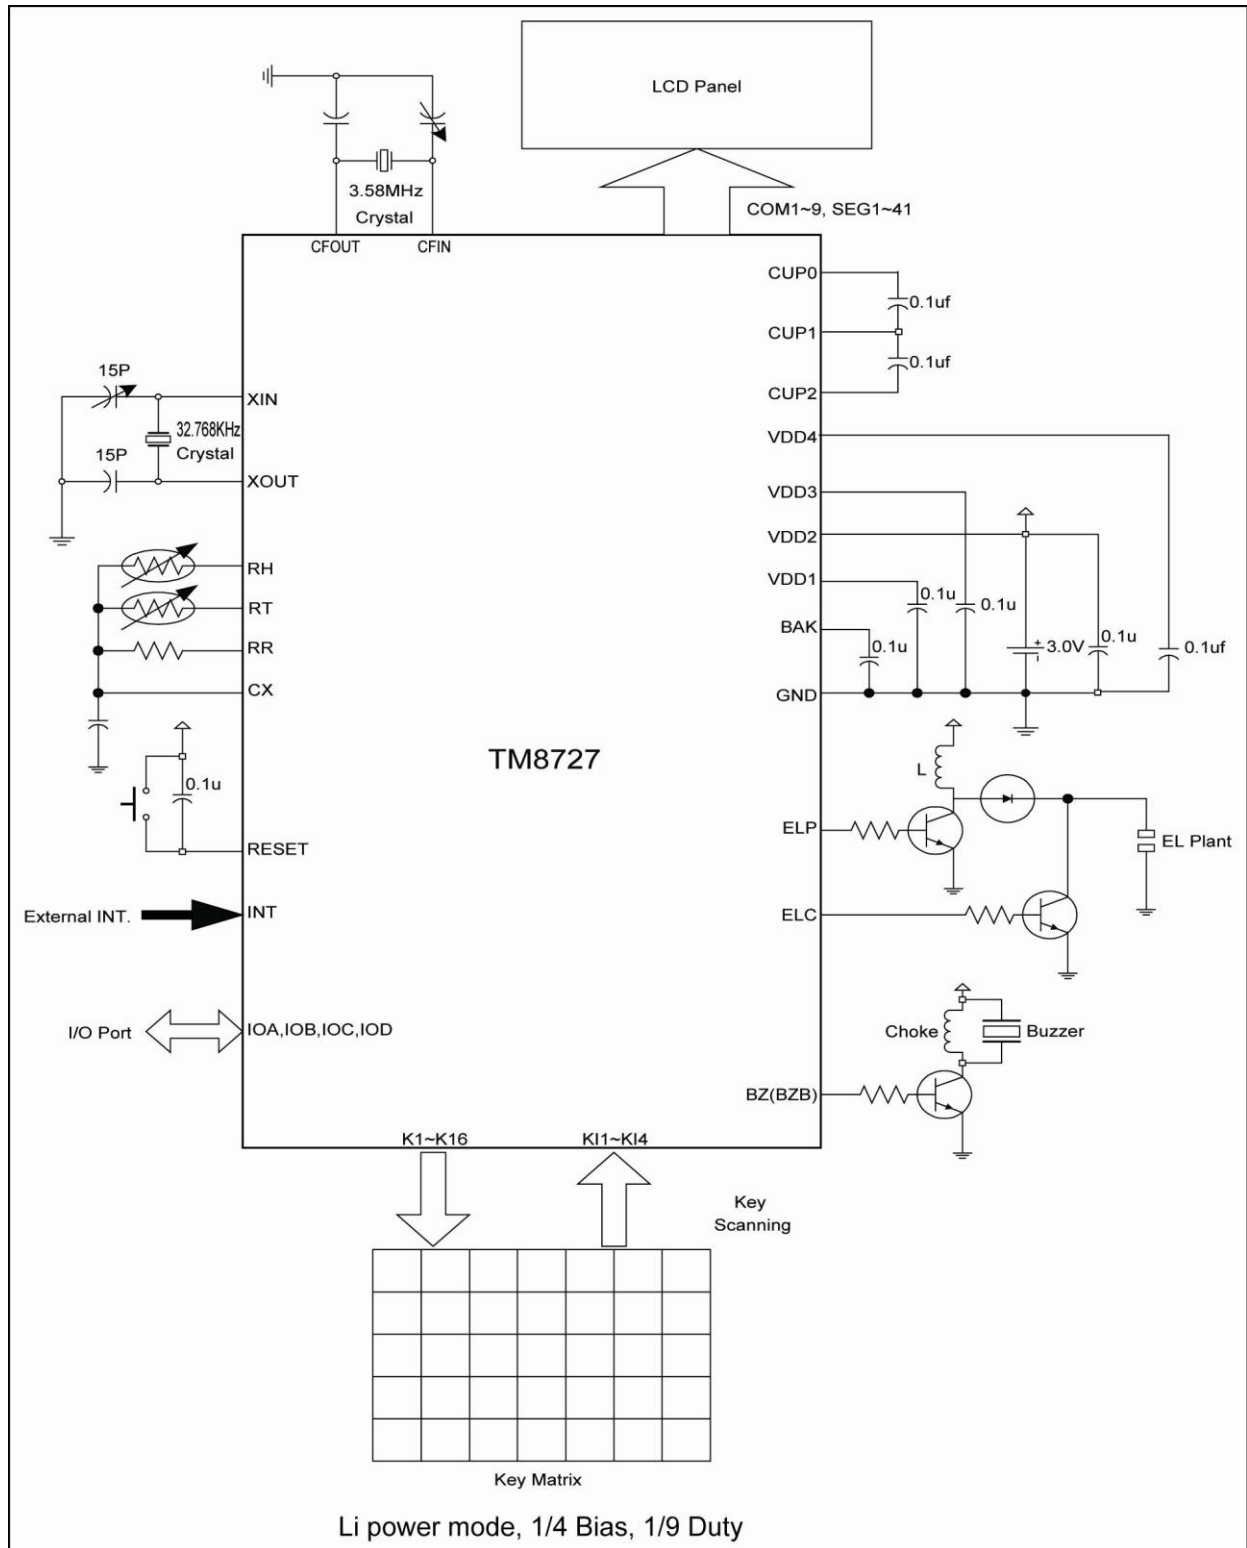 LCD Panel
3.58MHz
Crystal
COM1~9, SEG1~41
CFOUT
CFIN
CUP0
0.1uf
CUP1
0.1uf
CUP2
15P
XIN
32.768KHz
Crystal
VDD4
15P
XOUT
VDD3
VDD2
RH
VDD1
0.1u
0.1u
RT
BAK
0.1u
3.0V
+
-
0.1u
0.1uf
RR
CX
GND
TM8727
0.1u
L
ELP
EL Plant
RESET
External INT.
INT
ELC
I/O Port
IOA,IOB,IOC,IOD
Choke
Buzzer
BZ(BZB)
K1~K16
KI1~KI4
Key
Scanning
Key Matrix
Li power mode, 1/4 Bias, 1/9 Duty